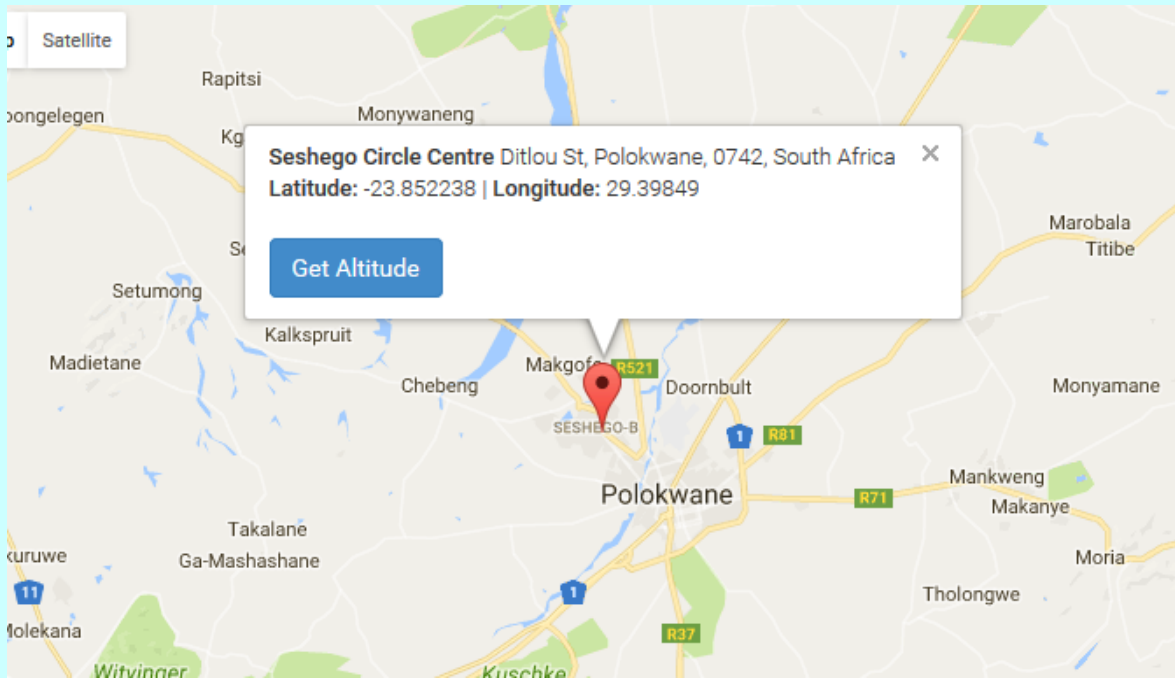 Satellite
Rapitsi
Monywaneng
Seshego Circle Centre Ditlou St, Polokwane, 0742, South Africa
Latitude: -23.852238 | Longitude: 29.39849
Get Altitude
Marobala
Titibe
Setumong
Kalkspruit
Madietane
Makgofe
R521
Chebeng
Doornbult
Monyamane
SESHEGO-B
1
R81
Mankweng
Polokwane
R71
Makanye
Takalane
Ga-Mashashane
Moria
11
1
Tholongwe
Molekana
R37
Witvinger
Kuschke